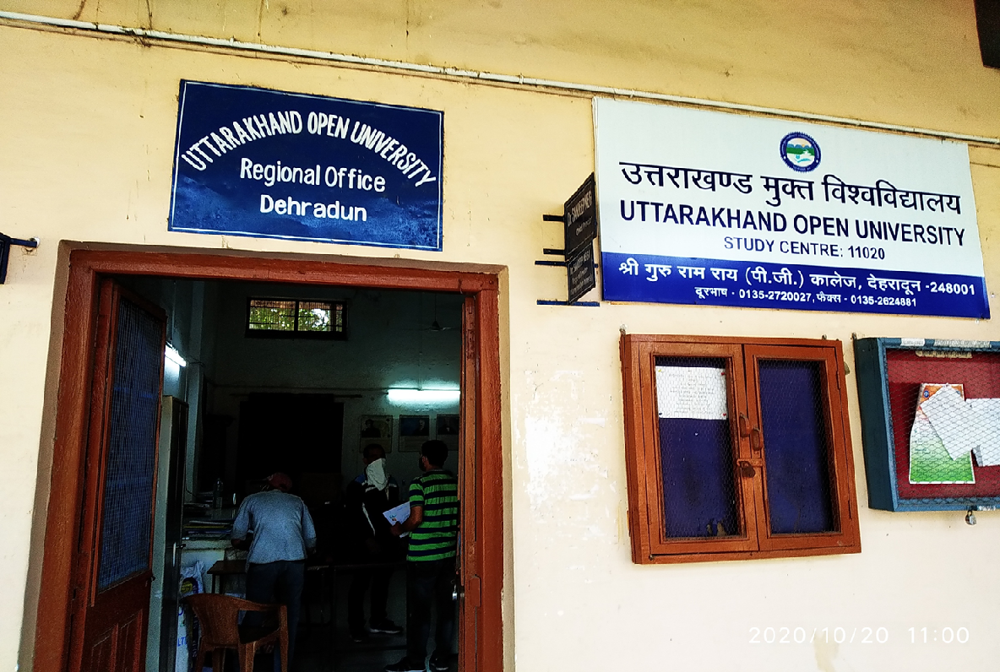 UTTARAKHAND OPEN UNIVERSITY
Regional Office
Dehradun
उत्तराखण्ड मुक्त विश्वविद्यालय
UTTARAKHAND OPEN UNIVERSITY
STUDY CENTRE: 11020
श्री गुरु राम राय (पी.जी.) कालेज, देहरादून -248001
दूरभाष - 0135-2720027, फैक्स - 0135-2624881
2020/10/20 11:00